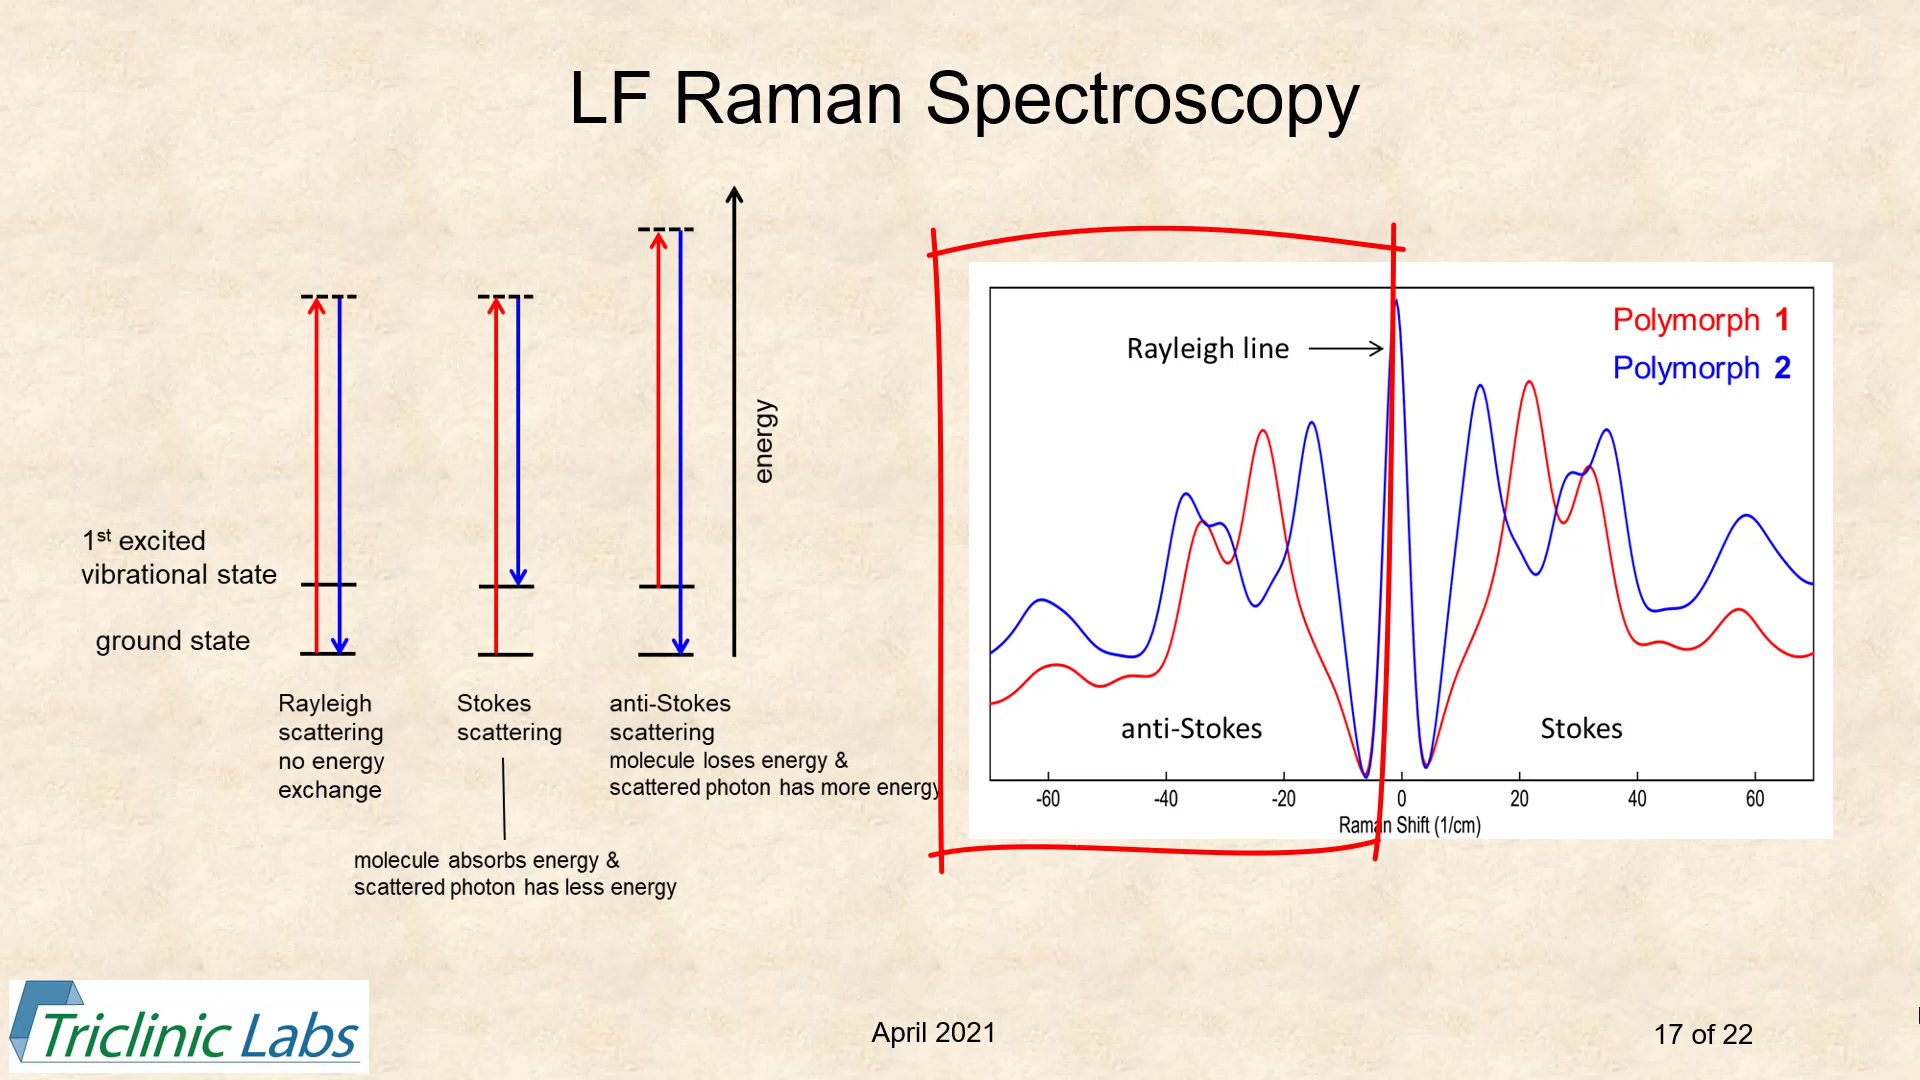 LF Raman Spectroscopy
energy
1st excited
vibrational state
ground state
Rayleigh
scattering
no energy
exchange
Stokes
scattering
anti-Stokes
scattering
molecule loses energy &
scattered photon has more energy
molecule absorbs energy &
scattered photon has less energy
Polymorph 1
Polymorph 2
Rayleigh line
anti-Stokes
Stokes
-60 -40 -20 0 20 40 60
Raman Shift (1/cm)
Triclinic Labs
April 2021
17 of 22